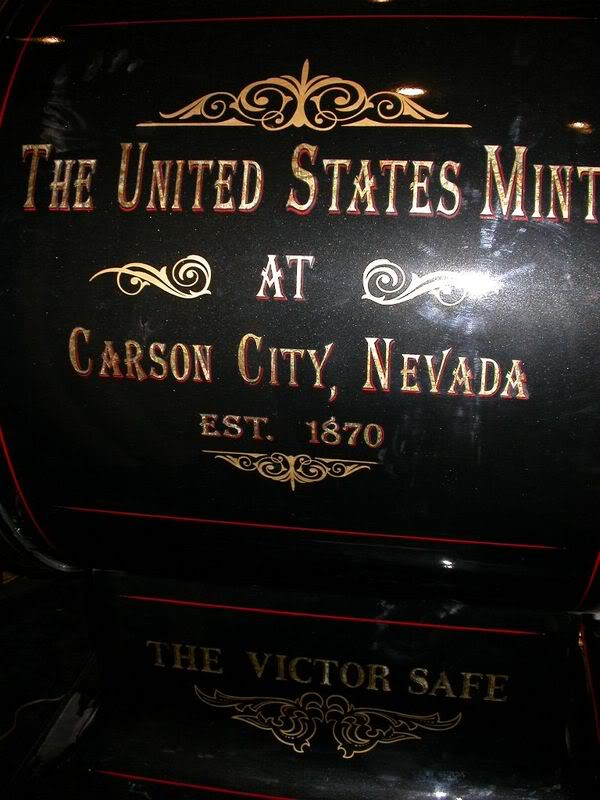 THE UNITED STATES MINT
AT
CARSON CITY, NEVADA
EST. 1870
THE VICTOR SAFE